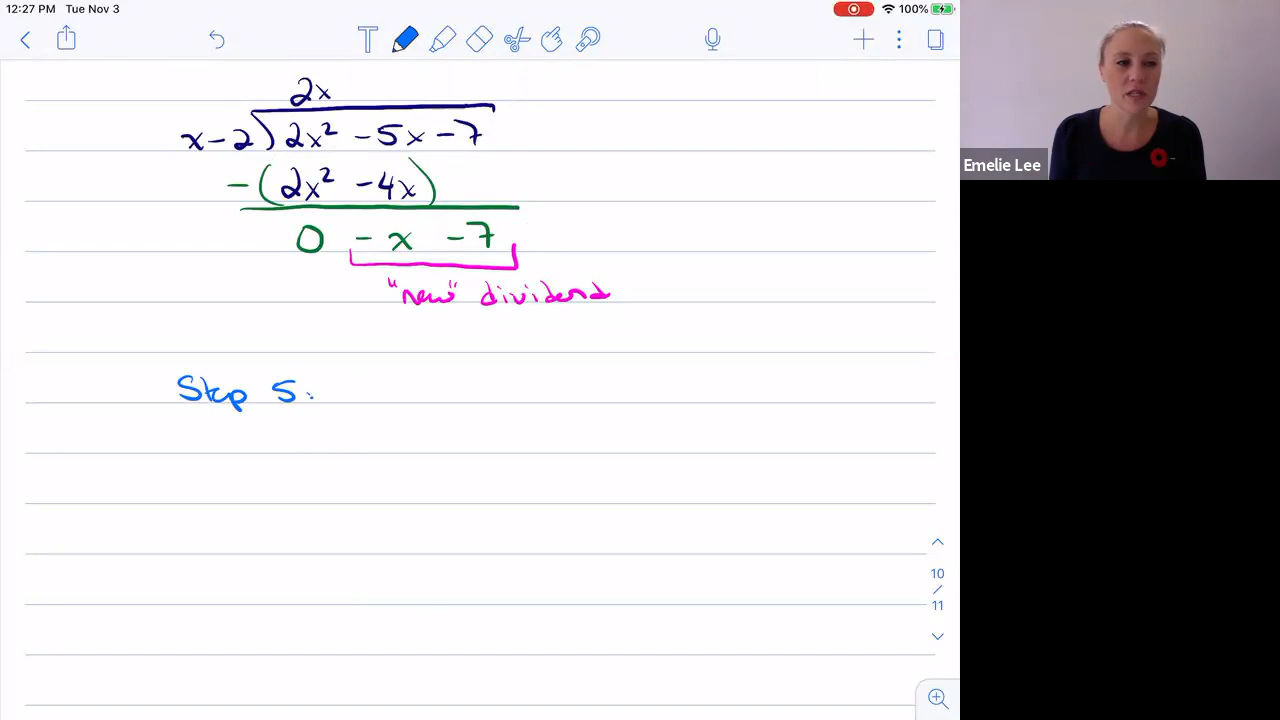 12:27 PM Tue Nov 3
100%
T
2x
x-2)2x² -5x -7
-(2x² -4x)
0 -x -7
"new" dividend
Step 5:
10
/
11
Emelie Lee